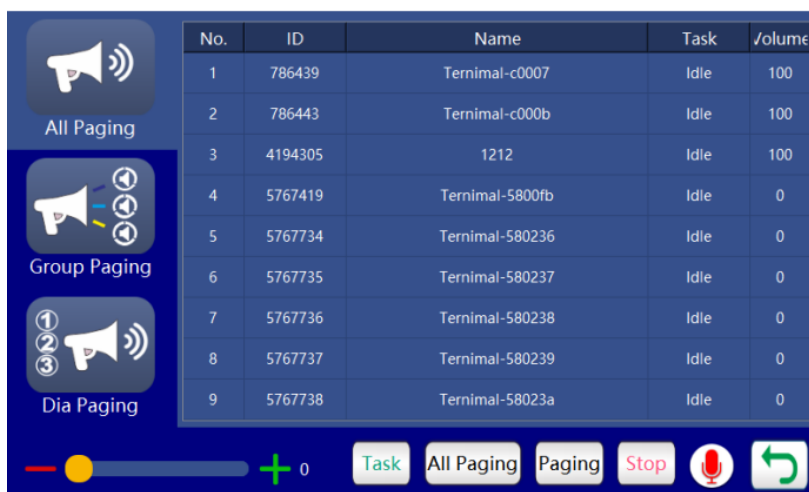 No. ID Name Task Volume
1 786439 Ternimal-c0007 Idle 100
2 786443 Ternimal-c000b Idle 100
3 4194305 1212 Idle 100
4 5767419 Ternimal-5800fb Idle 0
5 5767734 Ternimal-580236 Idle 0
6 5767735 Ternimal-580237 Idle 0
7 5767736 Ternimal-580238 Idle 0
8 5767737 Ternimal-580239 Idle 0
9 5767738 Ternimal-58023a Idle 0
All Paging
Group Paging
1
2
3
Dia Paging
0 Task All Paging Paging Stop